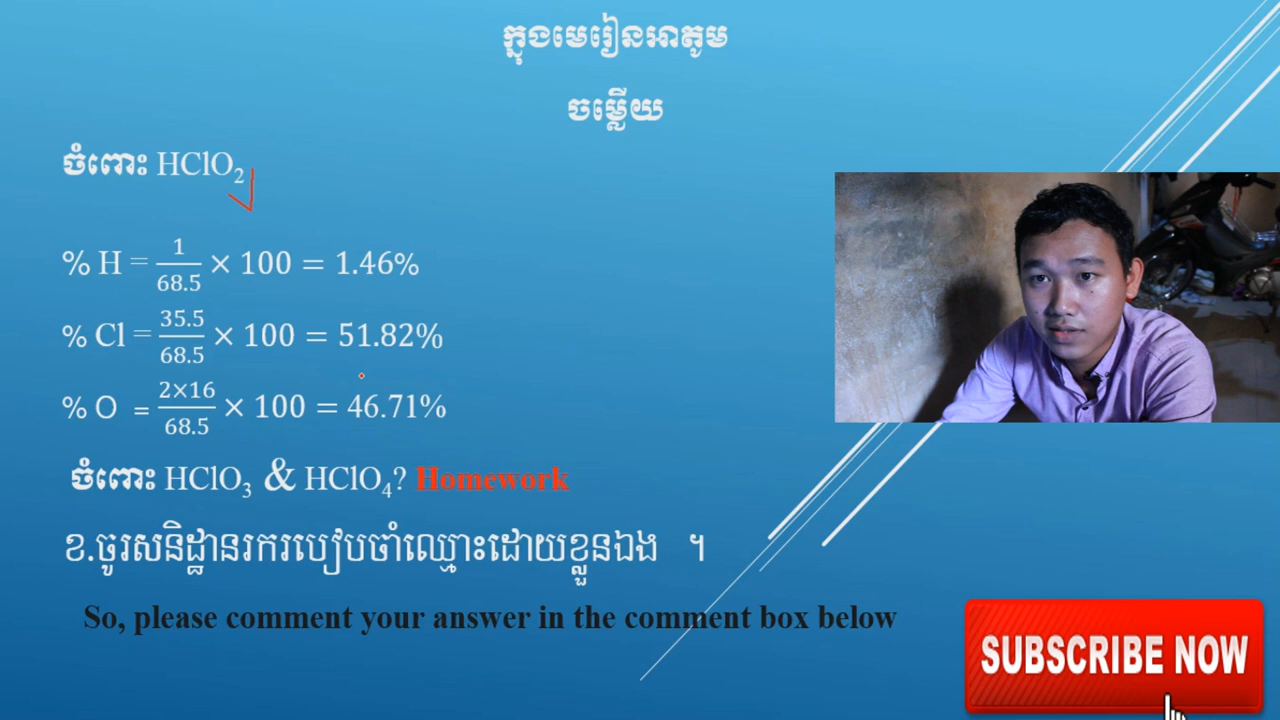 ក្នុងមេរៀនអាតូម
ចម្លើយ
ចំពោះ HClO₂
% H = 1/68.5 × 100 = 1.46%
% Cl = 35.5/68.5 × 100 = 51.82%
% O = 2×16/68.5 × 100 = 46.71%
ចំពោះ HClO₃ & HClO₄? Homework
ខ.ចូរសនិដ្ឋានរករបៀបចាំឈ្មោះដោយខ្លួនឯង ។
So, please comment your answer in the comment box below
SUBSCRIBE NOW